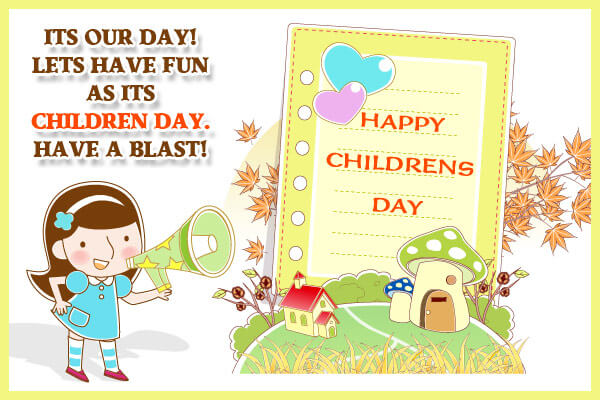 ITS OUR DAY!
LETS HAVE FUN
AS ITS
CHILDREN DAY.
HAVE A BLAST!
HAPPY
CHILDRENS
DAY